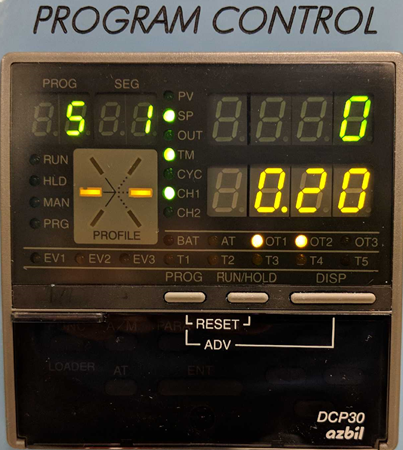 PROGRAM CONTROL
PROG SEG
5 1
0
PV
SP
OUT
TM
CYC
CH1
CH2
0.20
RUN
HLD
MAN
PRG
PROFILE
BAT AT OT1 OT2 OT3
EV1 EV2 EV3 T1 T2 T3 T4 T5
PROG RUN/HOLD DISP
RESET
ADV
LOADER AT ENT
DCP30
azbil